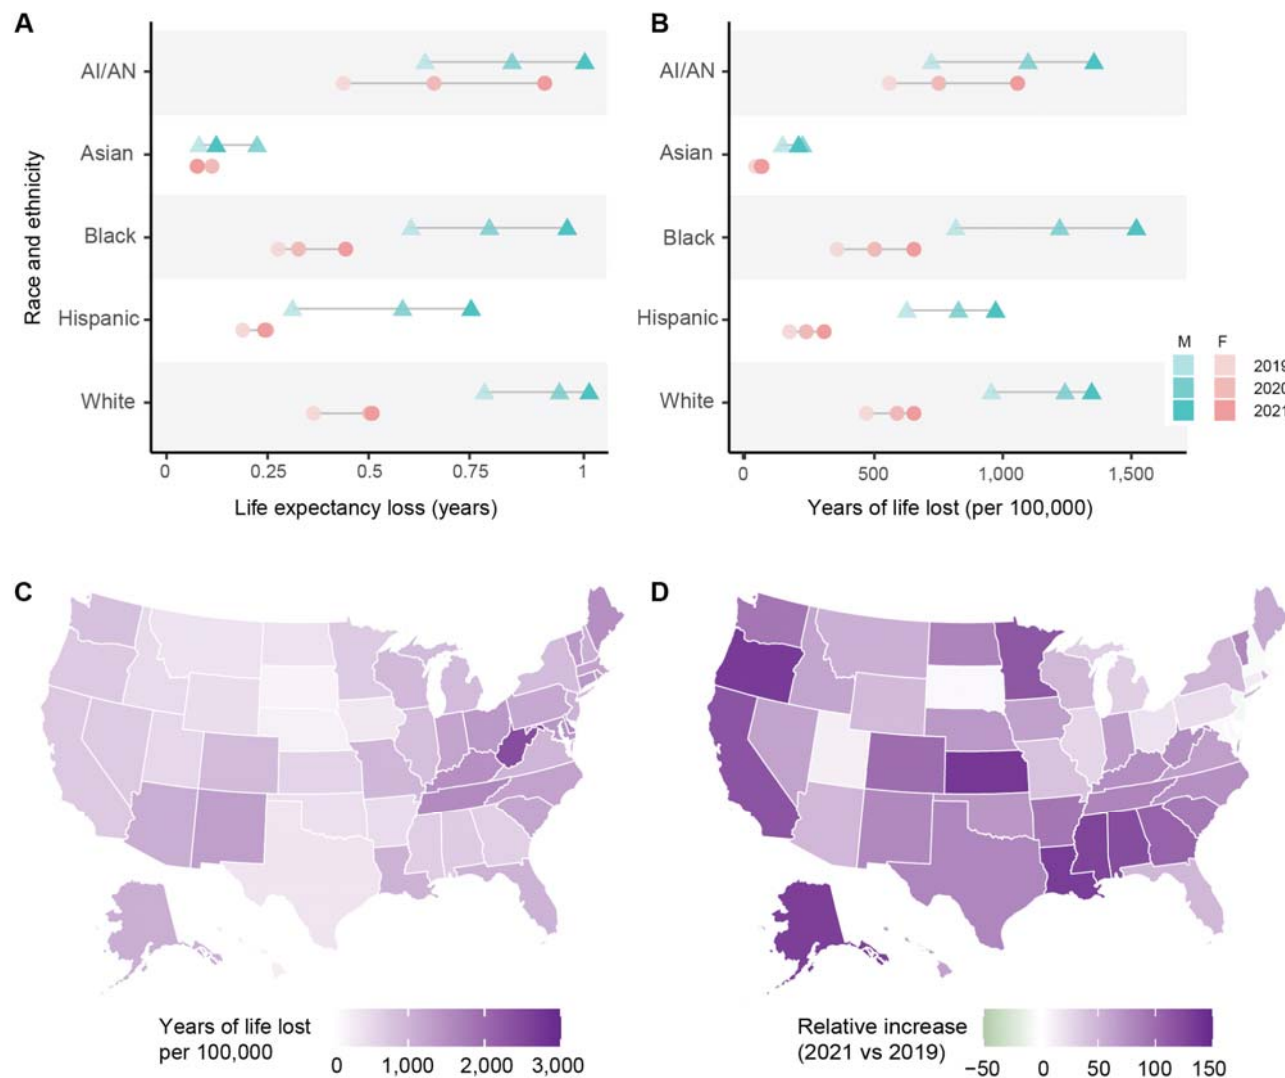 A
B
Race and ethnicity
AI/AN
Asian
Black
Hispanic
White
0 0.25 0.5 0.75 1
Life expectancy loss (years)
AI/AN
Asian
Black
Hispanic
White
0 500 1,000 1,500
Years of life lost (per 100,000)
M F
2019
2020
2021
C
D
Years of life lost
per 100,000
0 1,000 2,000 3,000
Relative increase
(2021 vs 2019)
−50 0 50 100 150